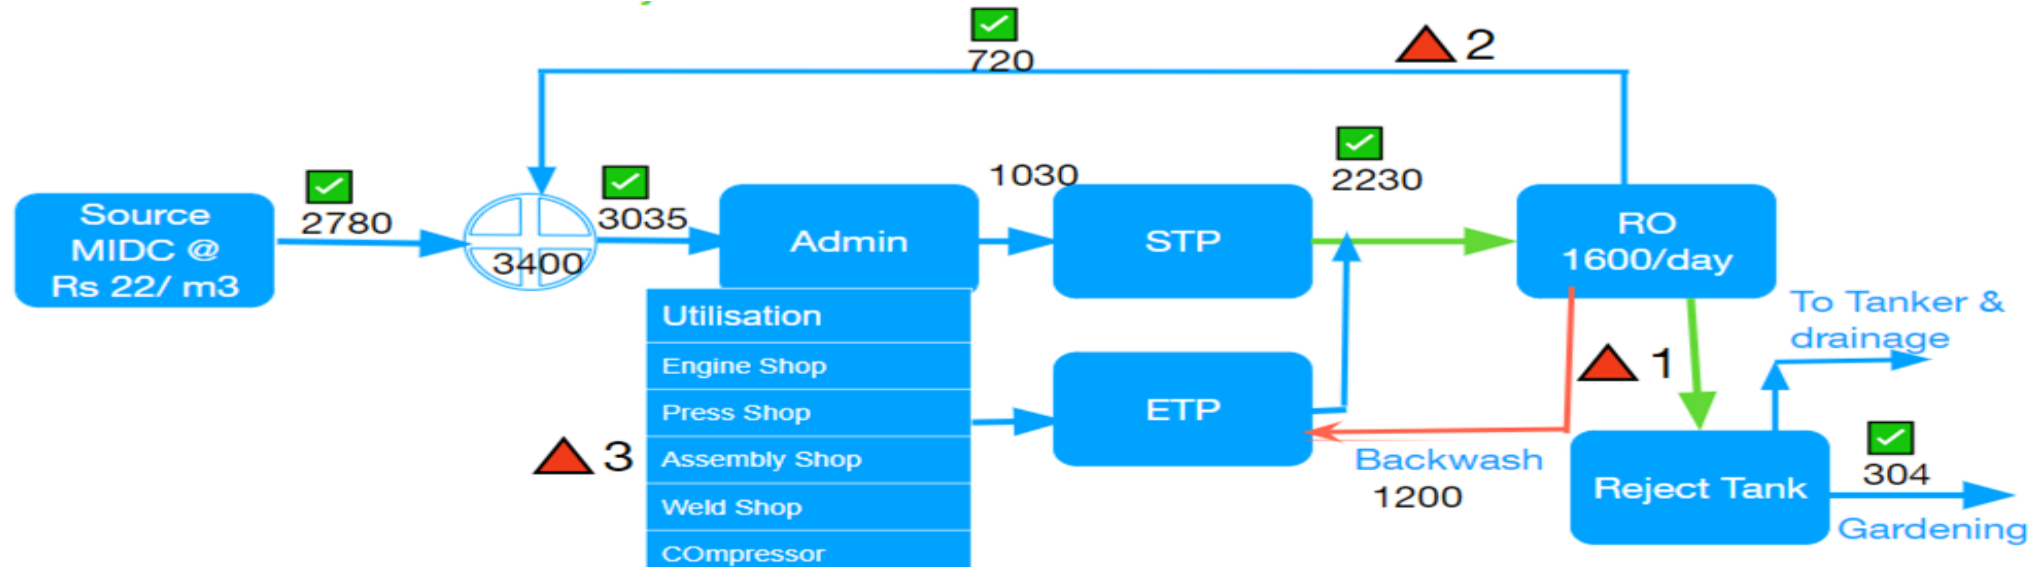 720
2
2780
3035
1030
2230
Source
MIDC @
Rs 22/ m3
3400
Admin
STP
RO
1600/day
Utilisation
Engine Shop
Press Shop
Assembly Shop
Weld Shop
COmpressor
3
ETP
Backwash
1200
1
To Tanker &
drainage
Reject Tank
304
Gardening